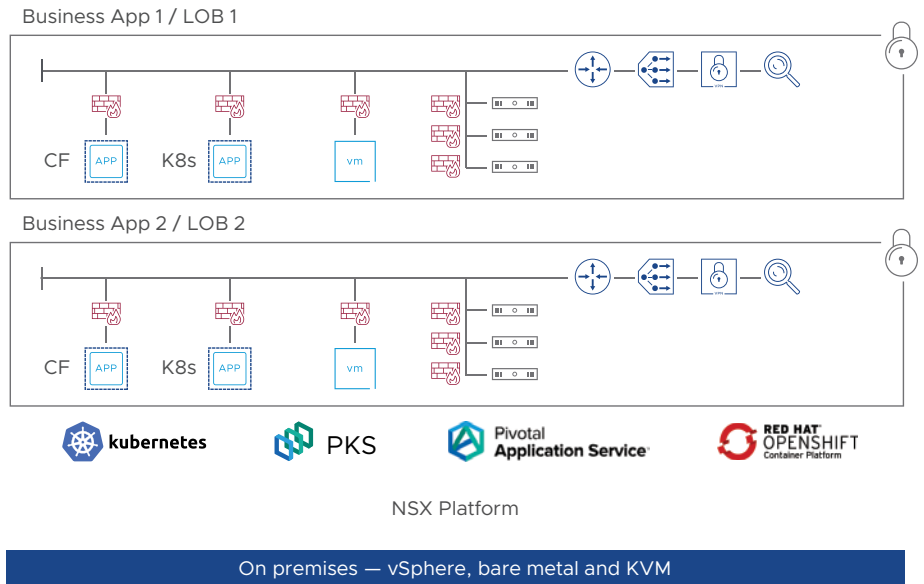 Business App 1 / LOB 1
VPN
CF
APP
K8s
APP
vm
Business App 2 / LOB 2
VPN
CF
APP
K8s
APP
vm
kubernetes
PKS
Pivotal
Application Service
RED HAT
OPENSHIFT
Container Platform
NSX Platform
On premises — vSphere, bare metal and KVM